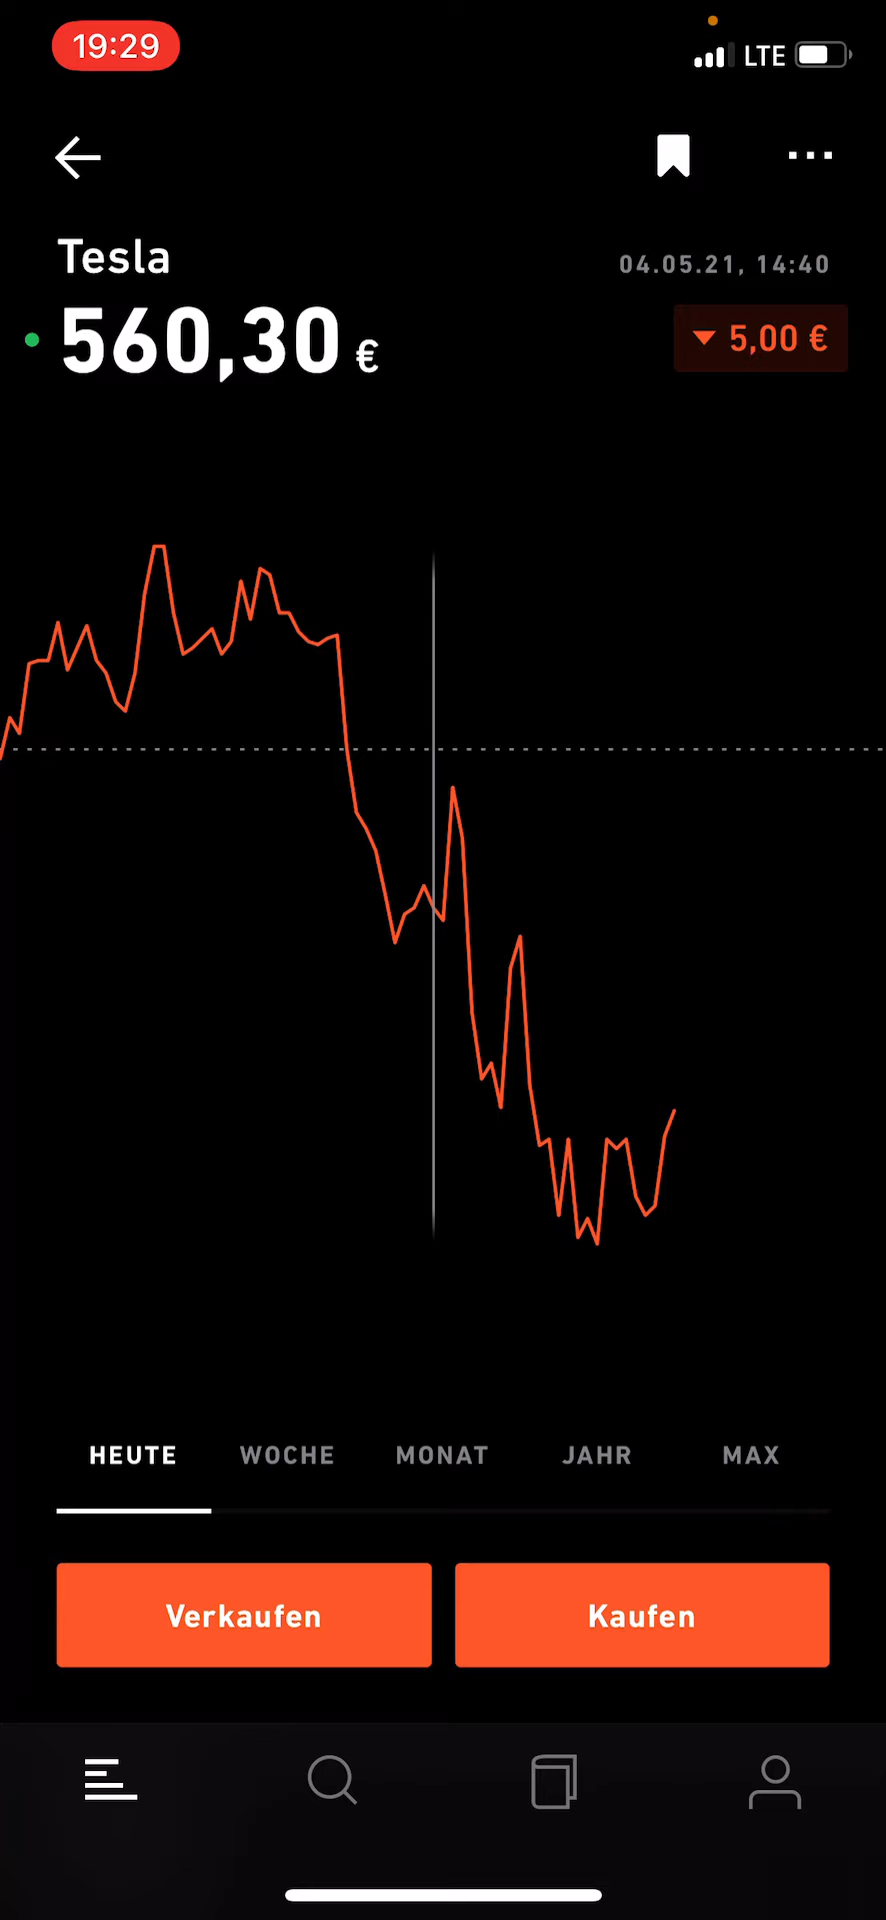 19:29
LTE
Tesla
04.05.21, 14:40
560,30 €
5,00 €
HEUTE WOCHE MONAT JAHR MAX
Verkaufen Kaufen